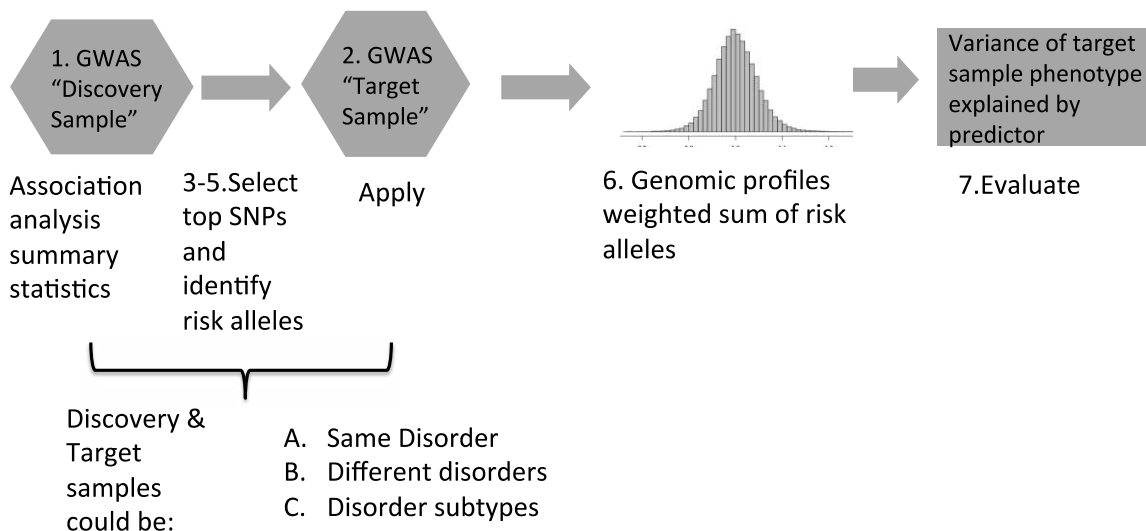 1. GWAS
“Discovery
Sample”
2. GWAS
“Target
Sample”
Variance of target
sample phenotype
explained by
predictor
Association
analysis
summary
statistics
3-5.Select
top SNPs
and
identify
risk alleles
Apply
6. Genomic profiles
weighted sum of risk
alleles
7.Evaluate
Discovery &
Target
samples
could be:
A. Same Disorder
B. Different disorders
C. Disorder subtypes